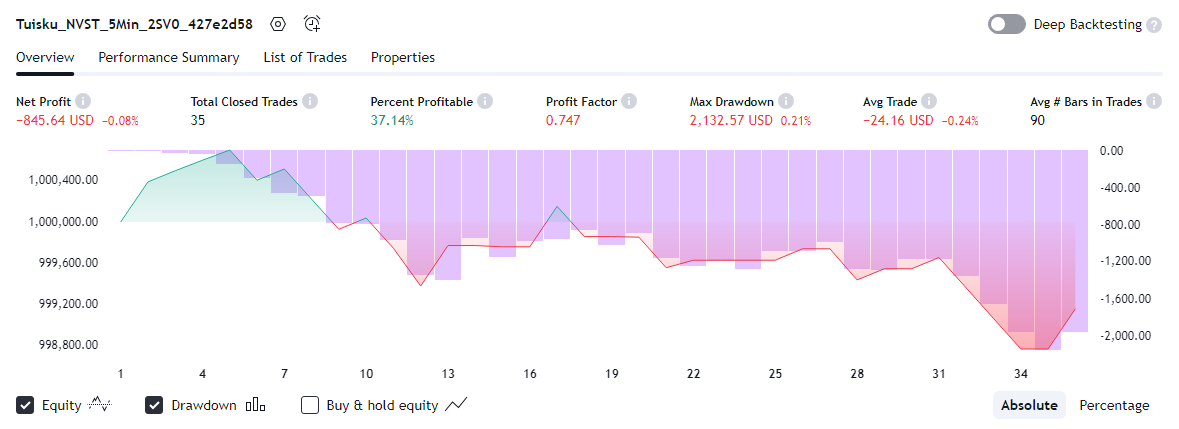 Tuisku_NVST_5Min_2SV0_427e2d58
Deep Backtesting ?
Overview Performance Summary List of Trades Properties
Net Profit i Total Closed Trades i Percent Profitable i Profit Factor i Max Drawdown i Avg Trade i Avg # Bars in Trades i
−845.64 USD −0.08% 35 37.14% 0.747 2,132.57 USD 0.21% −24.16 USD −0.24% 90
0.00
1,000,400.00 -400.00
1,000,000.00 -800.00
999,600.00 -1,200.00
999,200.00 -1,600.00
998,800.00 -2,000.00
1 4 7 10 13 16 19 22 25 28 31 34
Equity Drawdown Buy & hold equity Absolute Percentage